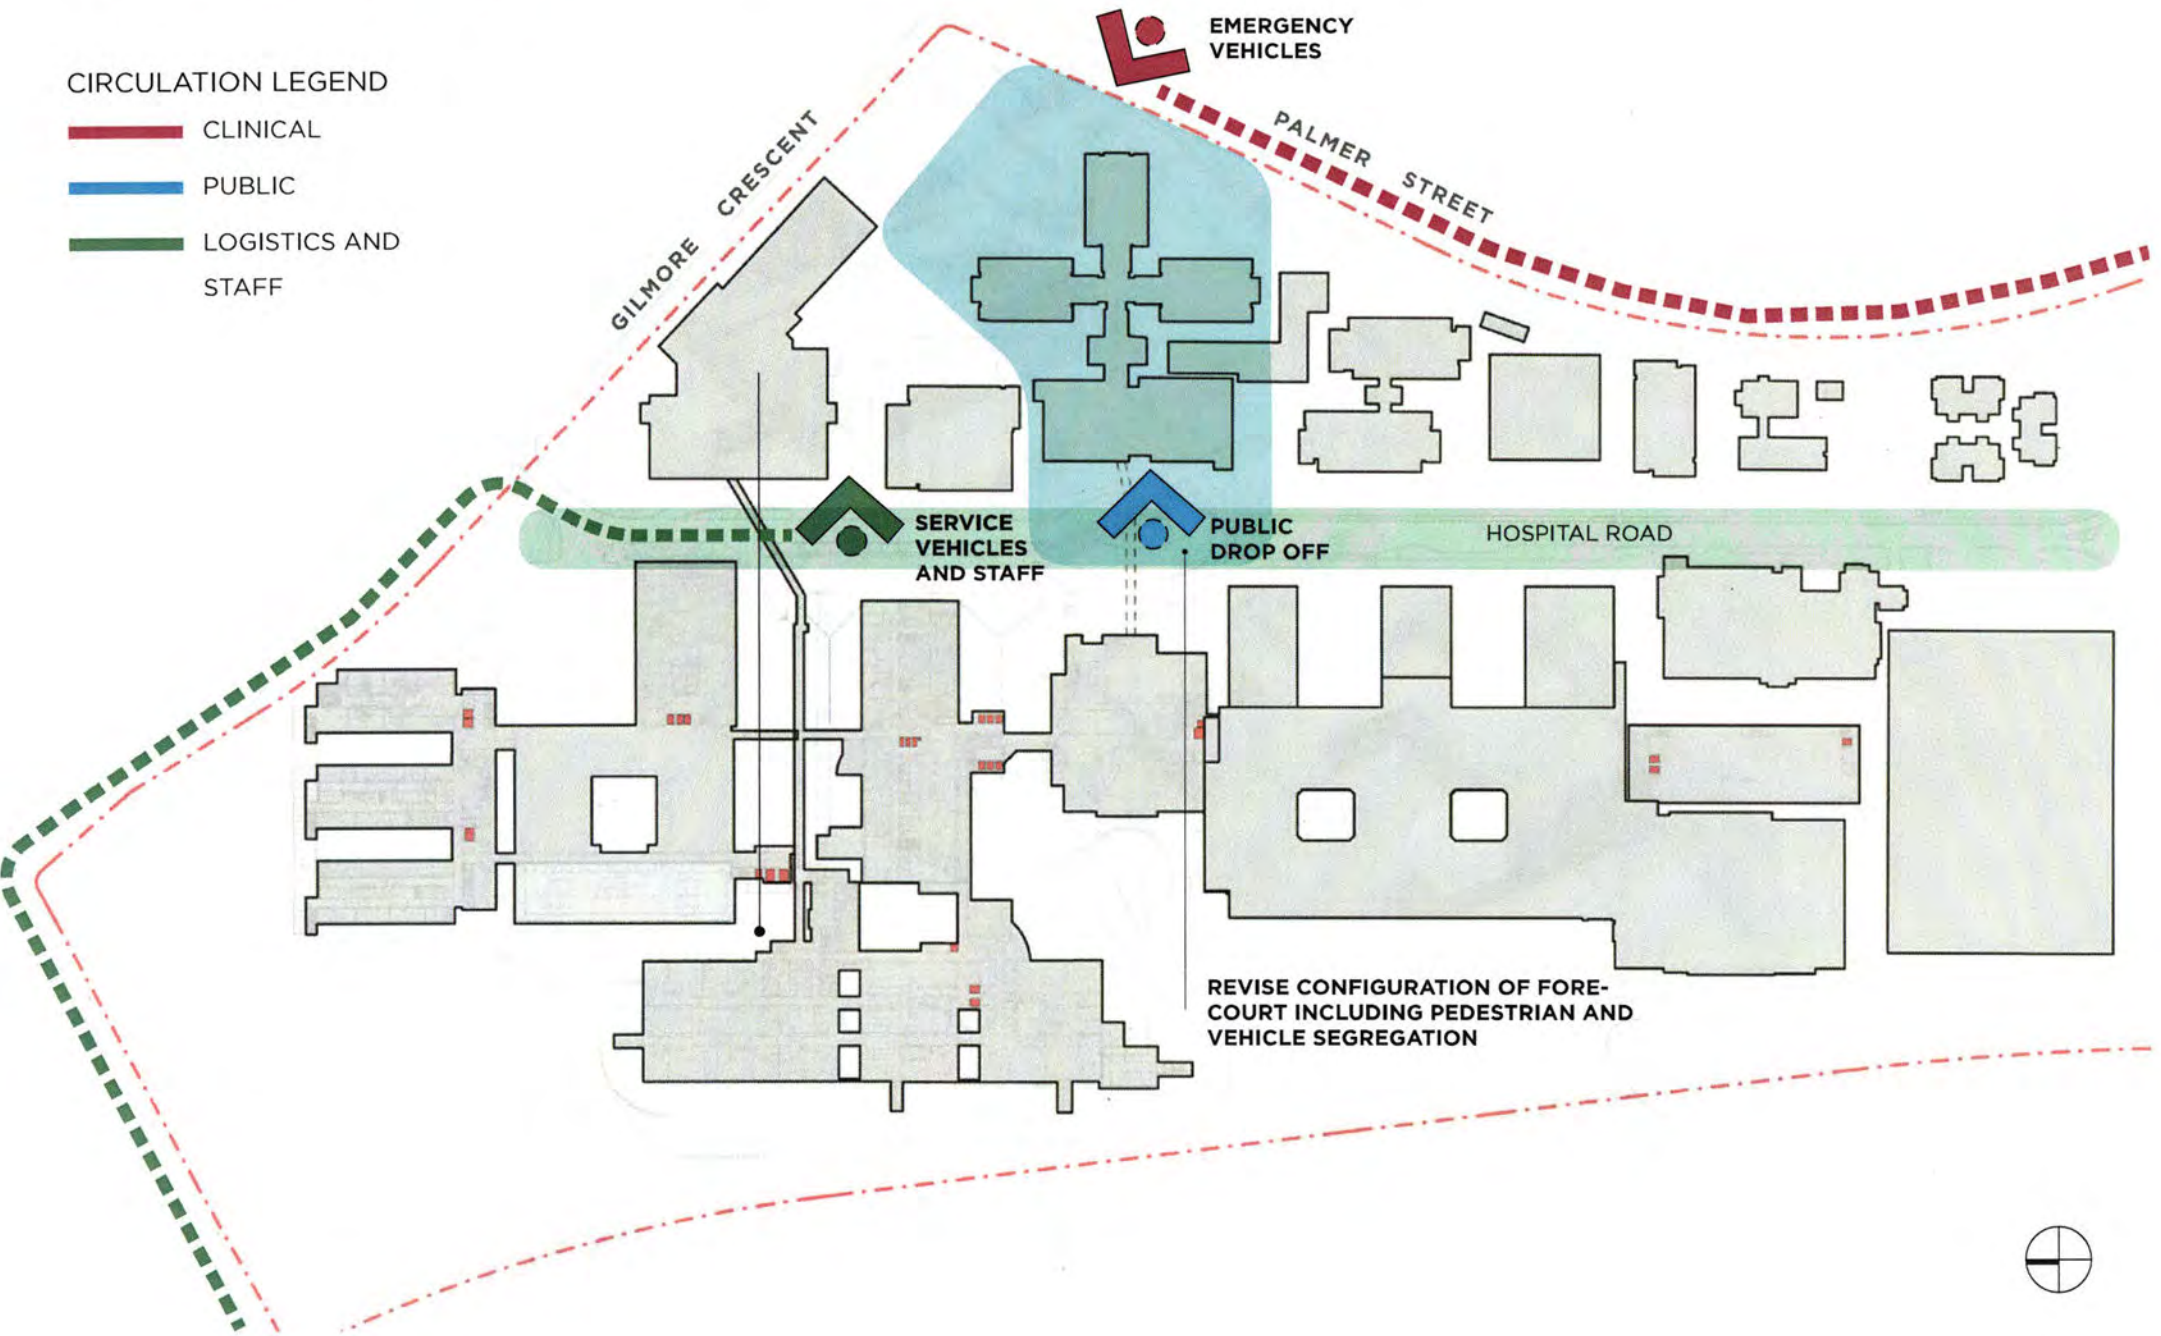 CIRCULATION LEGEND
CLINICAL
PUBLIC
LOGISTICS AND
STAFF
EMERGENCY
VEHICLES
PALMER STREET
GILMORE CRESCENT
SERVICE
VEHICLES
AND STAFF
PUBLIC
DROP OFF
HOSPITAL ROAD
REVISE CONFIGURATION OF FORE-
COURT INCLUDING PEDESTRIAN AND
VEHICLE SEGREGATION